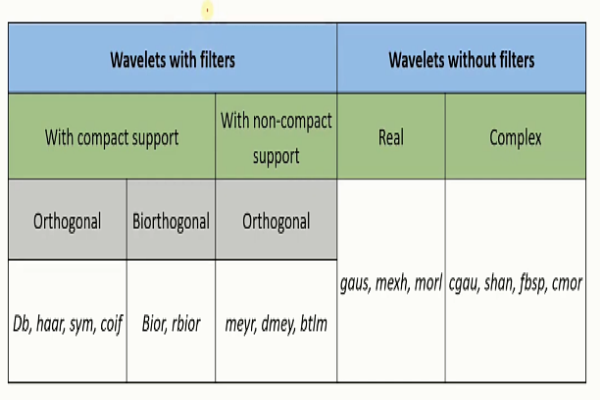 Wavelets with filters
Wavelets without filters
With compact support
With non-compact
support
Real
Complex
Orthogonal
Biorthogonal
Orthogonal
Db, haar, sym, coif
Bior, rbior
meyr, dmey, btlm
gaus, mexh, morl
cgau, shan, fbsp, cmor